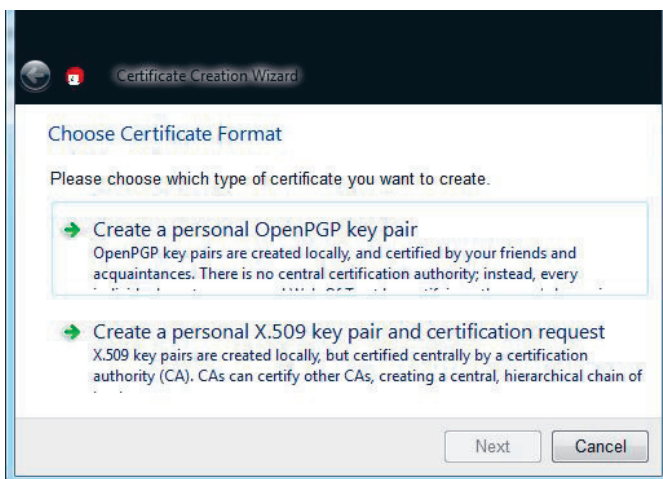 Certificate Creation Wizard
Choose Certificate Format
Please choose which type of certificate you want to create.
Create a personal OpenPGP key pair
OpenPGP key pairs are created locally, and certified by your friends and
acquaintances. There is no central certification authority; instead, every
Create a personal X.509 key pair and certification request
X.509 key pairs are created locally, but certified centrally by a certification
authority (CA). CAs can certify other CAs, creating a central, hierarchical chain of
Next
Cancel